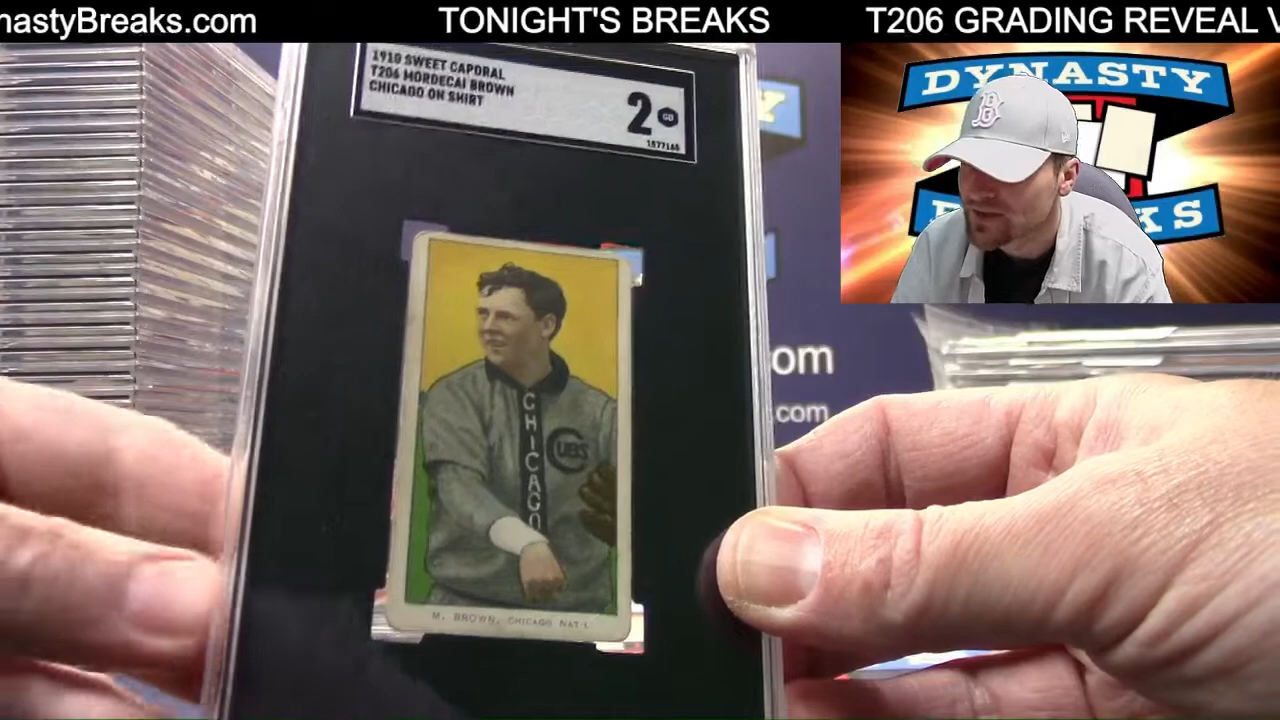 nastyBreaks.com TONIGHT'S BREAKS T206 GRADING REVEAL V
1910 SWEET CAPORAL
T206 MORDECAI BROWN
CHICAGO ON SHIRT
2 GD
1577165
DYNASTY
KS
B
Y
om
.com
CHICAGO
CUBS
M. BROWN, CHICAGO NAT'L